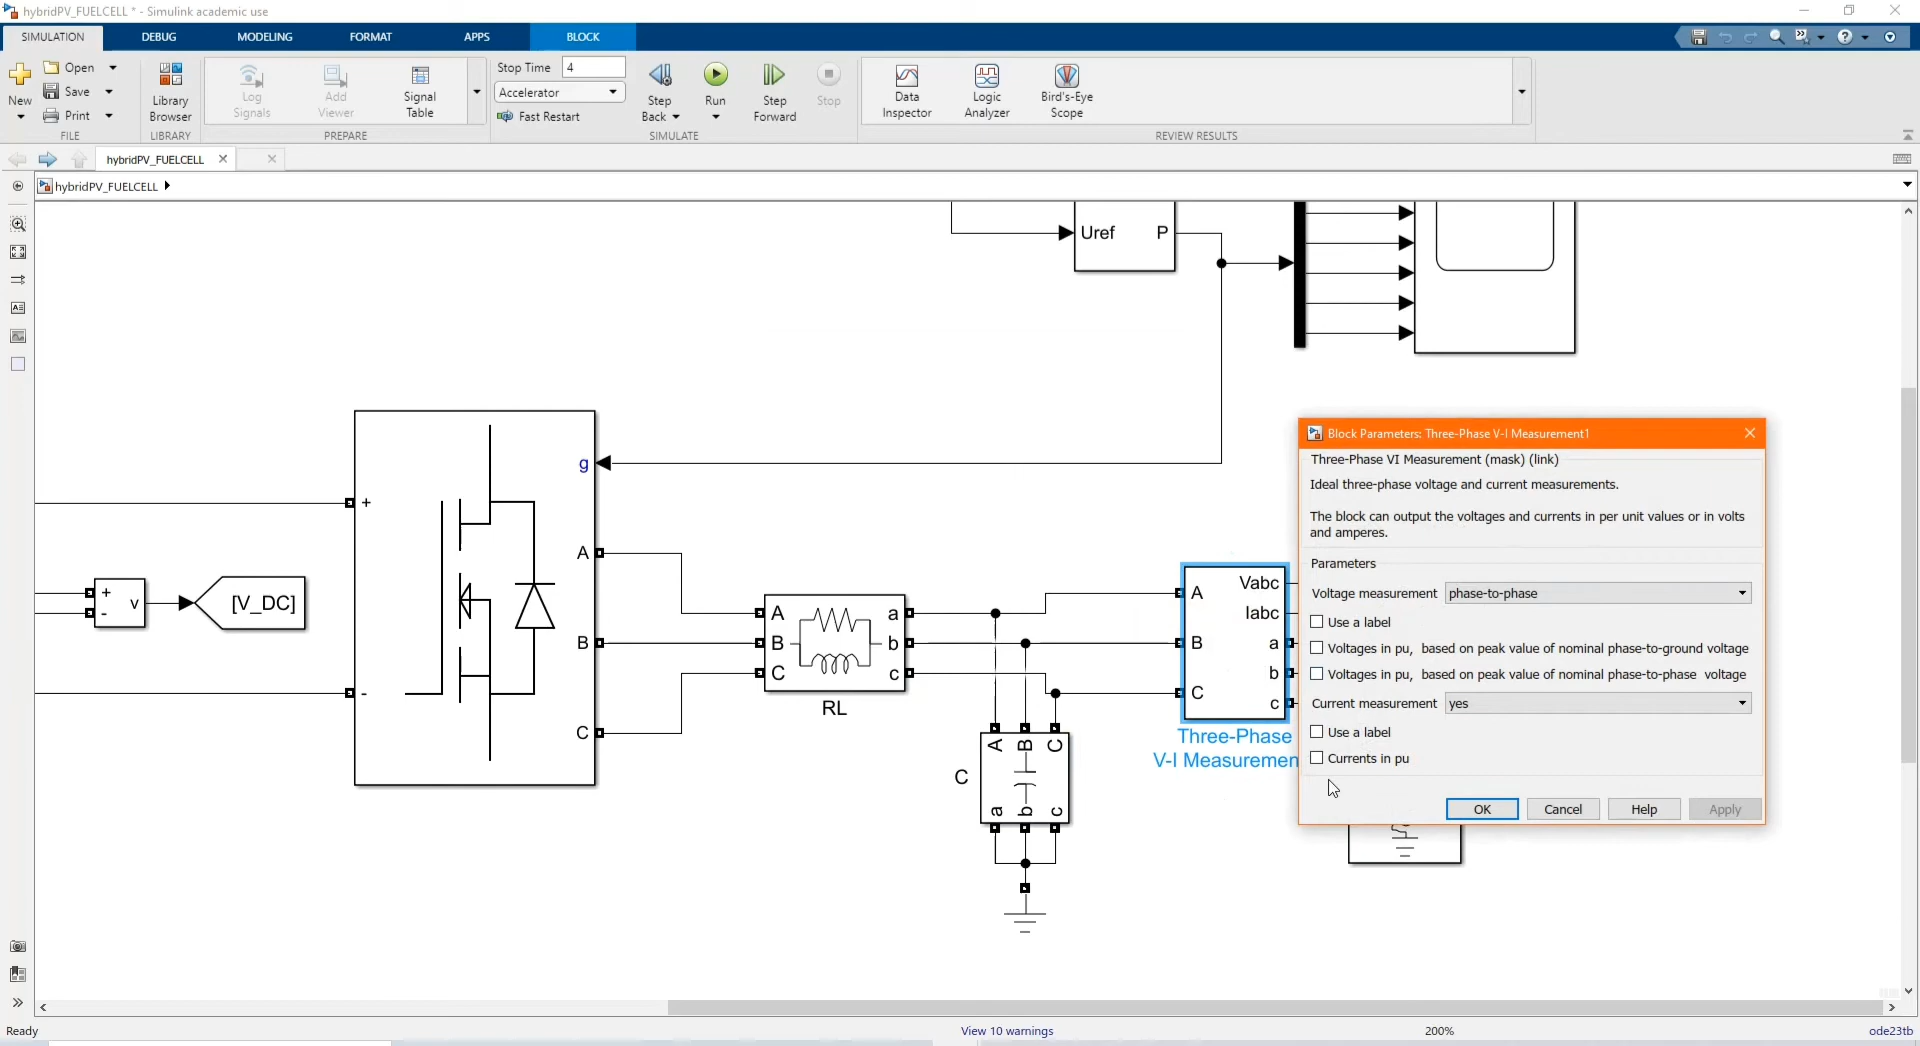 hybridPV_FUELCELL * - Simulink academic use
SIMULATION DEBUG MODELING FORMAT APPS BLOCK
New
Open
Save
Print
FILE
Library Browser
LIBRARY
Log Signals
Add Viewer
Signal Table
PREPARE
Stop Time 4
Accelerator
Fast Restart
Step Back
Run
Step Forward
Stop
SIMULATE
Data Inspector
Logic Analyzer
Bird's-Eye Scope
REVIEW RESULTS
hybridPV_FUELCELL
hybridPV_FUELCELL
Uref P
g
+
A
B
C
-
+
-
v
[V_DC]
A a
B b
C c
RL
A B C
C
a b c
A Vabc
Iabc
B a
b
C c
Three-Phase
V-I Measuremen
Block Parameters: Three-Phase V-I Measurement1
Three-Phase VI Measurement (mask) (link)
Ideal three-phase voltage and current measurements.
The block can output the voltages and currents in per unit values or in volts
and amperes.
Parameters
Voltage measurement phase-to-phase
Use a label
Voltages in pu, based on peak value of nominal phase-to-ground voltage
Voltages in pu, based on peak value of nominal phase-to-phase voltage
Current measurement yes
Use a label
Currents in pu
OK Cancel Help Apply
Ready View 10 warnings 200% ode23tb